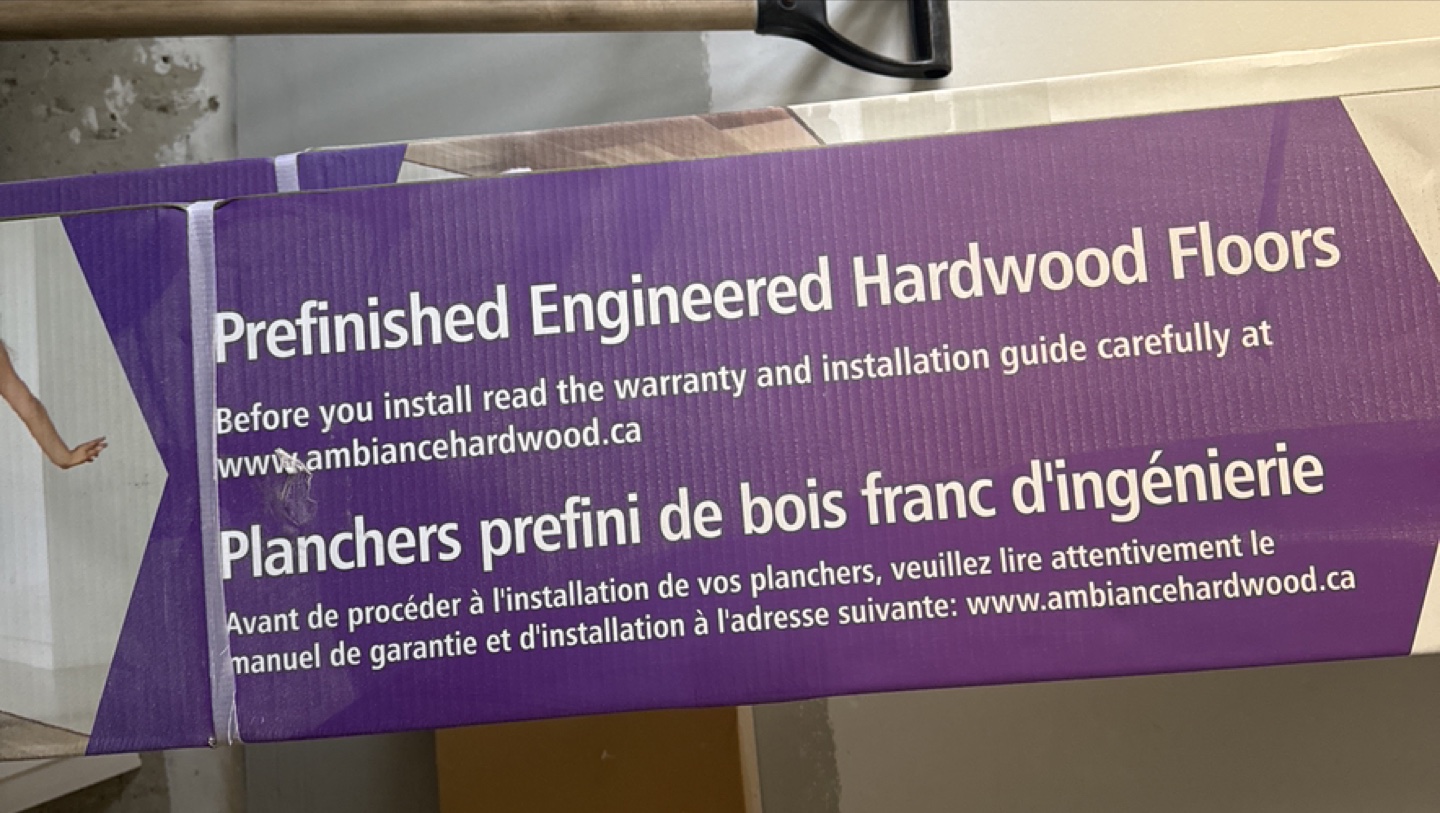 Prefinished Engineered Hardwood Floors
Before you install read the warranty and installation guide carefully at
www.ambiancehardwood.ca
Planchers prefini de bois franc d'ingénierie
Avant de procéder à l'installation de vos planchers, veuillez lire attentivement le
manuel de garantie et d'installation à l'adresse suivante: www.ambiancehardwood.ca